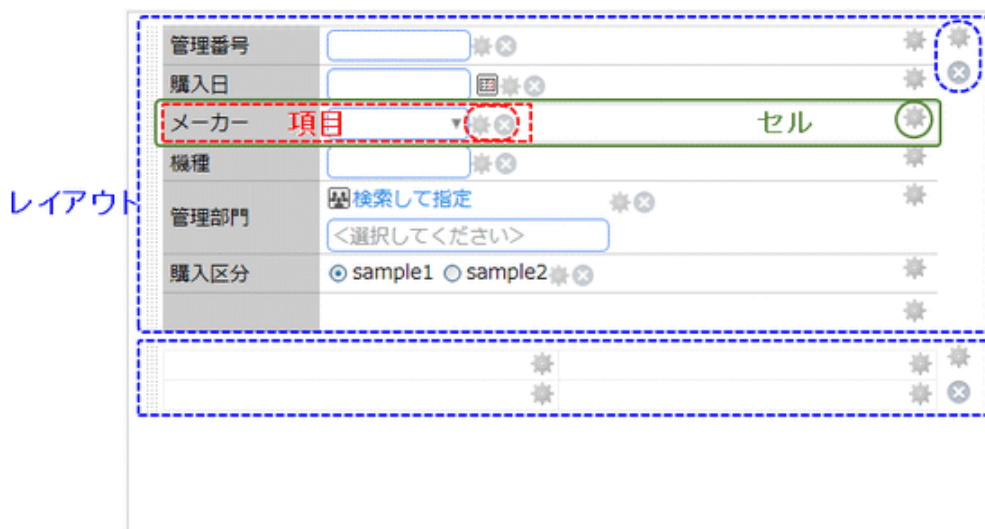 管理番号
購入日
メーカー 項目 セル
機種
レイアウト
管理部門
検索して指定
<選択してください>
購入区分 sample1 sample2